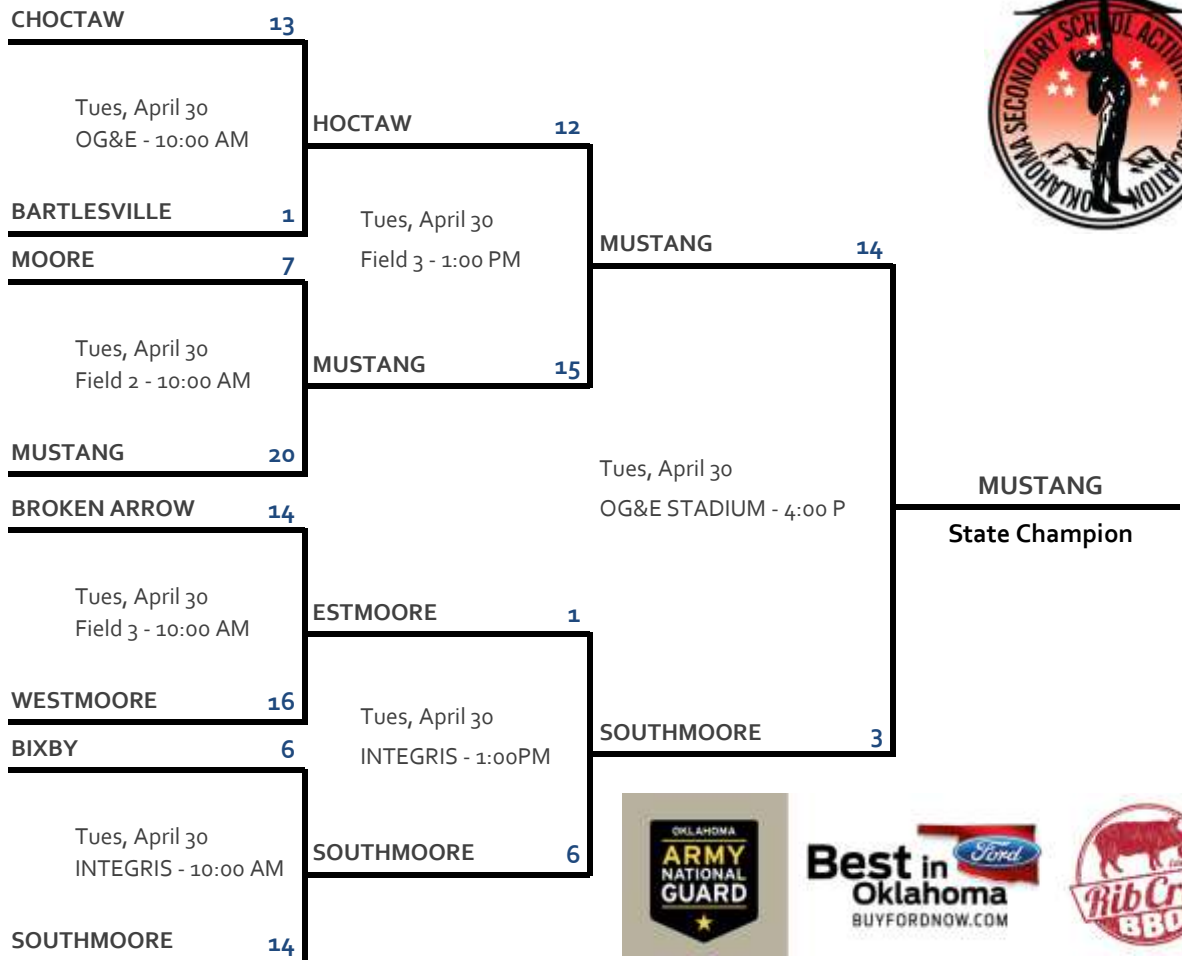 CHOCTAW 13
Tues, April 30
OG&E - 10:00 AM
BARTLESVILLE 1
HOCTAW 12
Tues, April 30
Field 3 - 1:00 PM
MOORE 7
Tues, April 30
Field 2 - 10:00 AM
MUSTANG 20
MUSTANG 15
MUSTANG 14
Tues, April 30
OG&E STADIUM - 4:00 P
MUSTANG
State Champion
BROKEN ARROW 14
Tues, April 30
Field 3 - 10:00 AM
WESTMOORE 16
ESTMOORE 1
Tues, April 30
INTEGRIS - 1:00PM
BIXBY 6
Tues, April 30
INTEGRIS - 10:00 AM
SOUTHMOORE 14
SOUTHMOORE 6
SOUTHMOORE 3
OKLAHOMA SECONDARY SCHOOL ACTIVI
CIATION
OKLAHOMA
ARMY
NATIONAL
GUARD
Best in
Ford
Oklahoma
BUYFORDNOW.COM
Rib Cr
BBQ